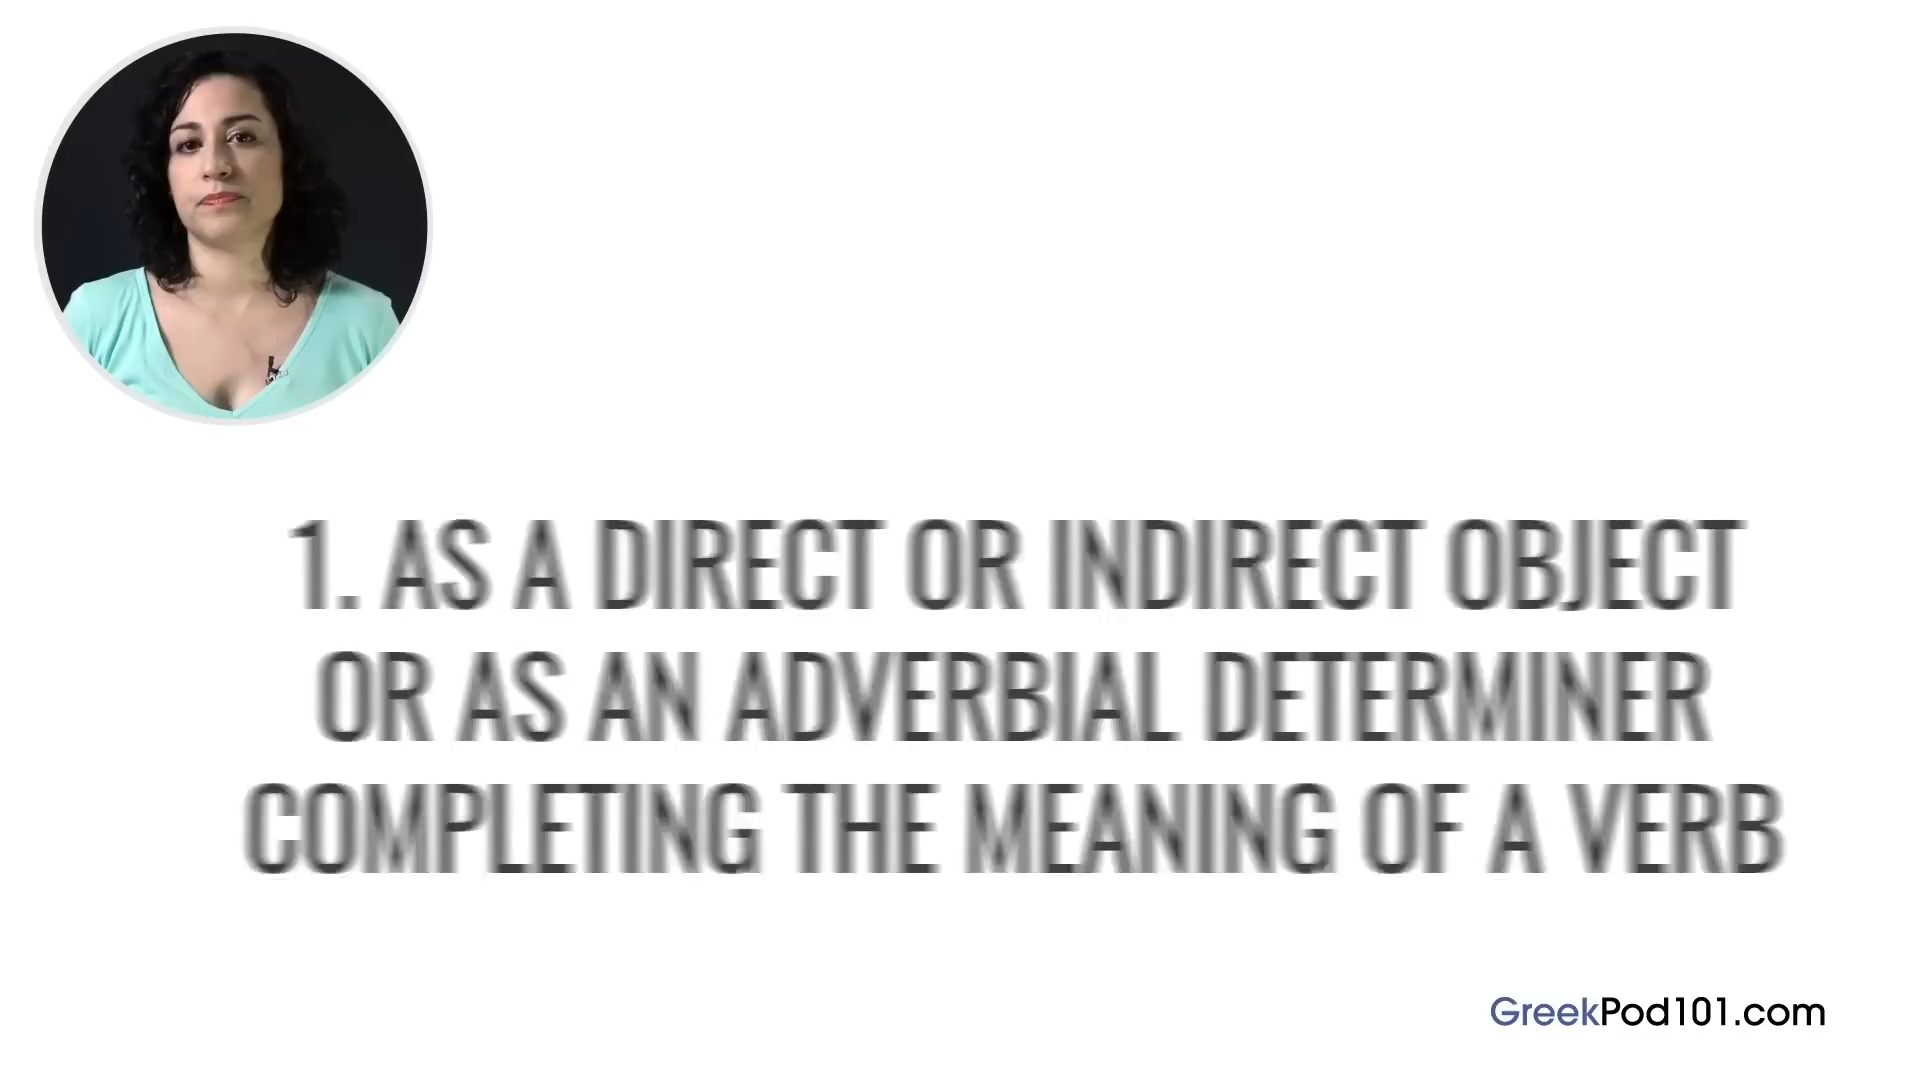 1. AS A DIRECT OR INDIRECT OBJECT
OR AS AN ADVERBIAL DETERMINER
COMPLETING THE MEANING OF A VERB
GreekPod101.com